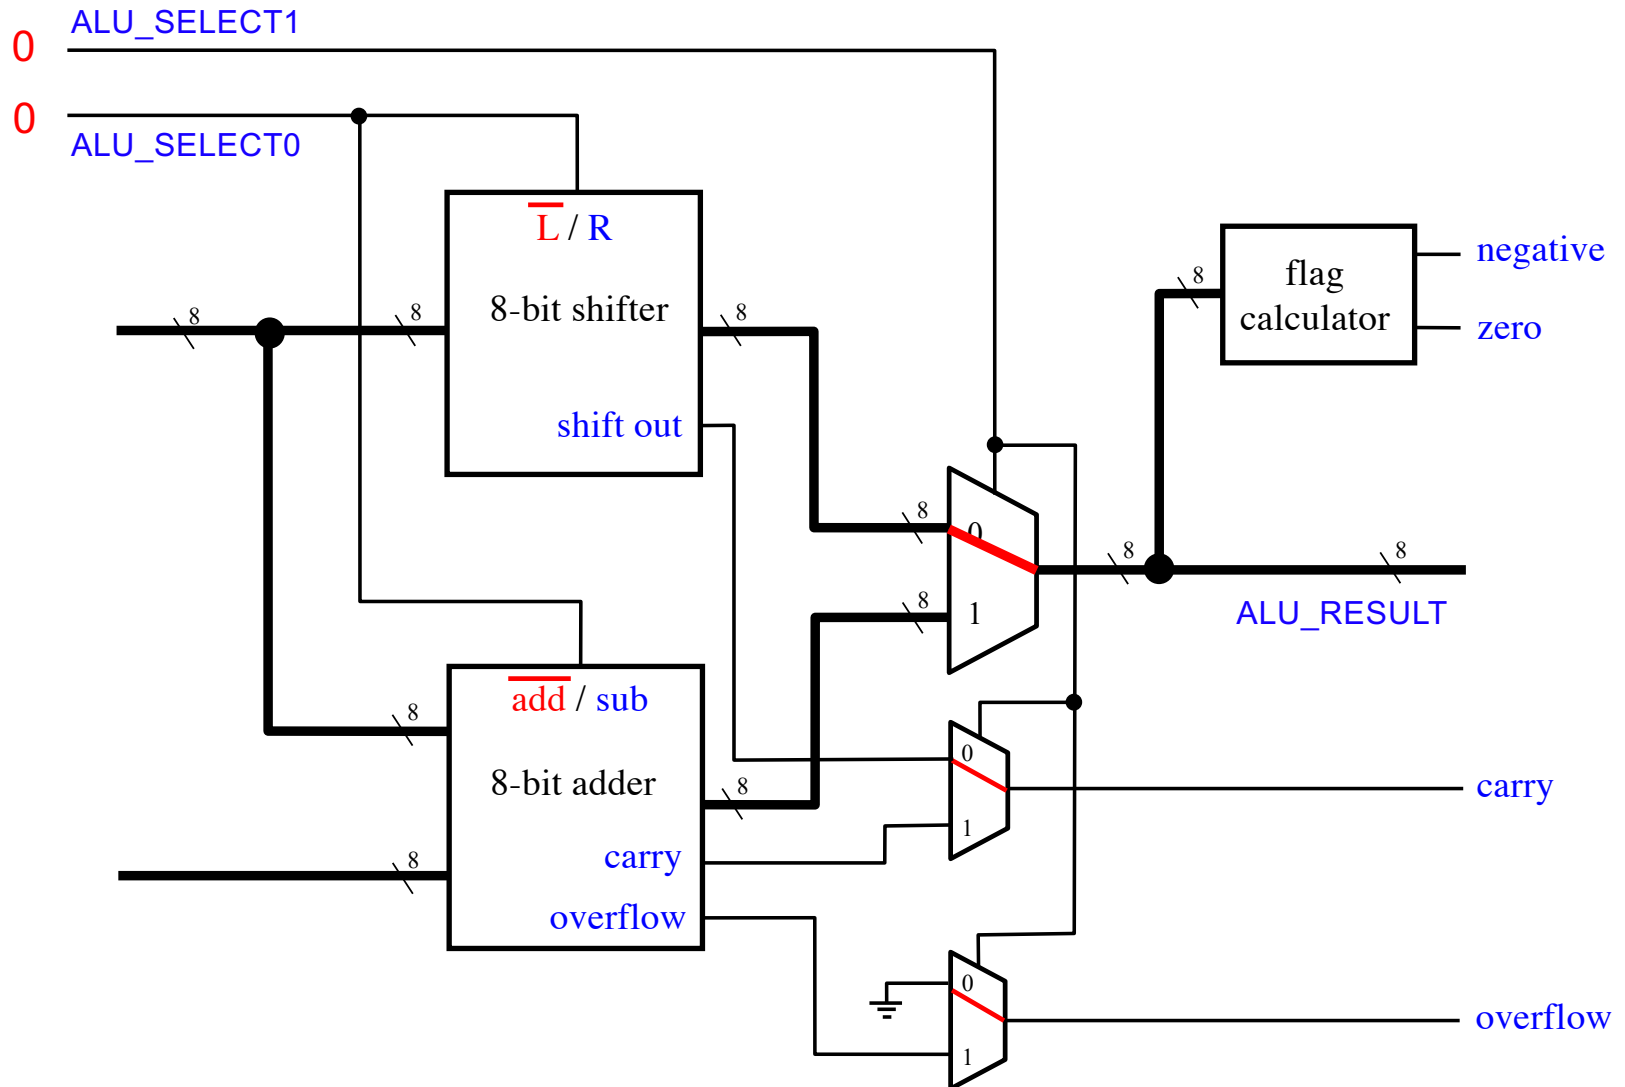 ALU_SELECT1
0
0
ALU_SELECT0
L / R
8-bit shifter
8
8
8
shift out
flag
calculator
8
negative
zero
8
0
8
1
8
8
ALU_RESULT
add / sub
8-bit adder
8
8
8
carry
overflow
0
1
carry
0
1
overflow